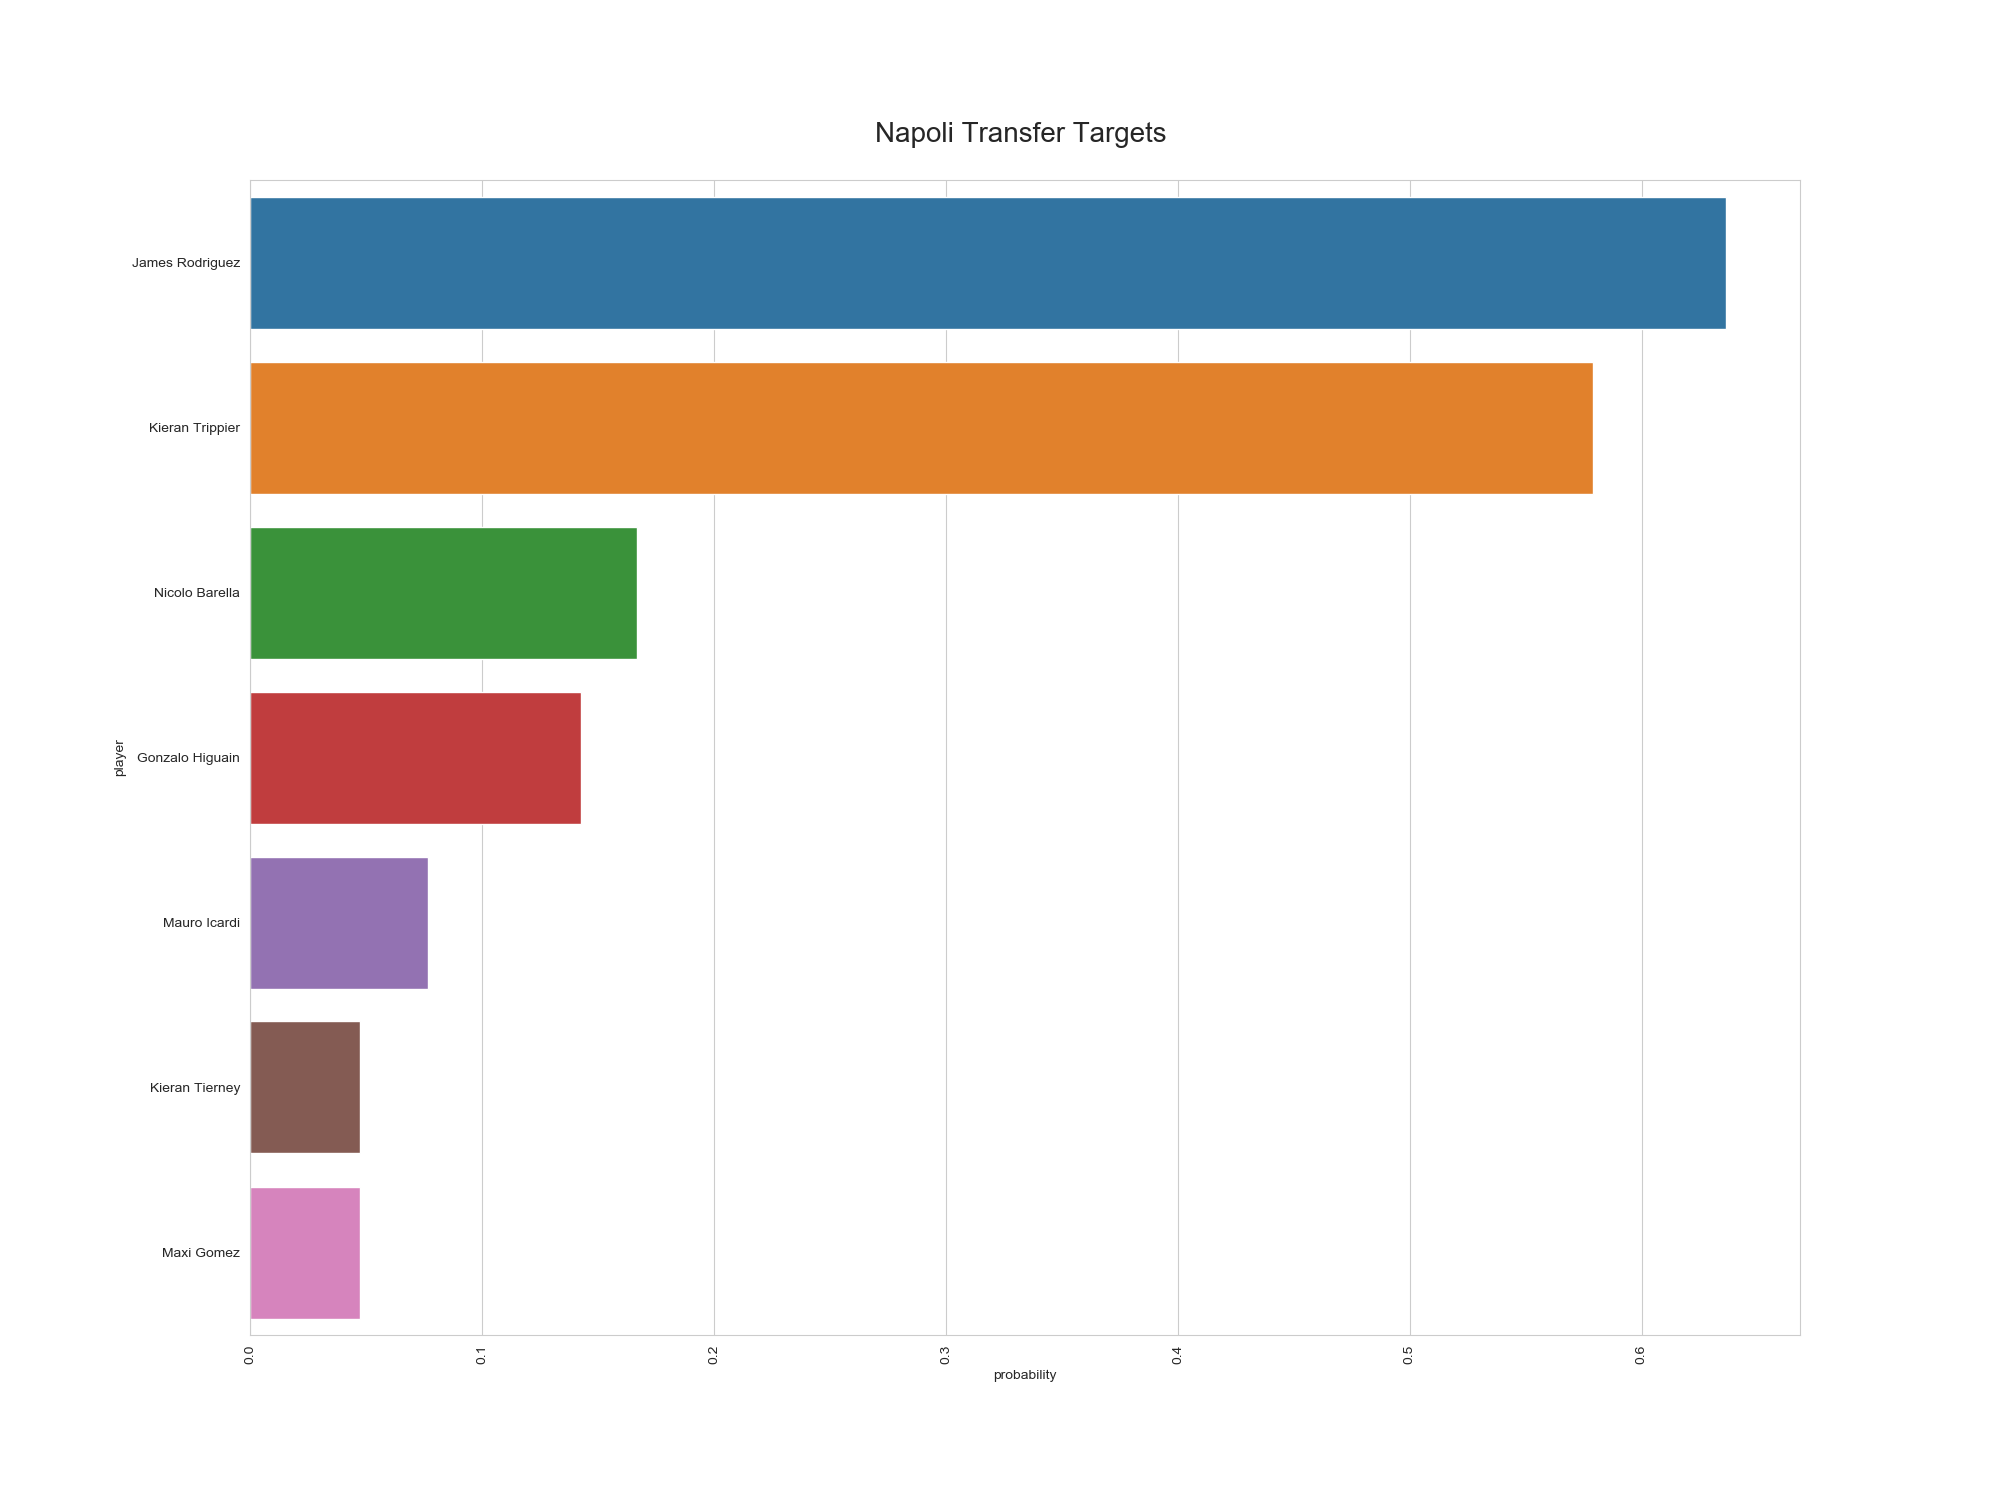 Napoli Transfer Targets
James Rodriguez
Kieran Trippier
Nicolo Barella
Gonzalo Higuain
Mauro Icardi
Kieran Tierney
Maxi Gomez
player
0.0
0.1
0.2
0.3
0.4
0.5
0.6
probability